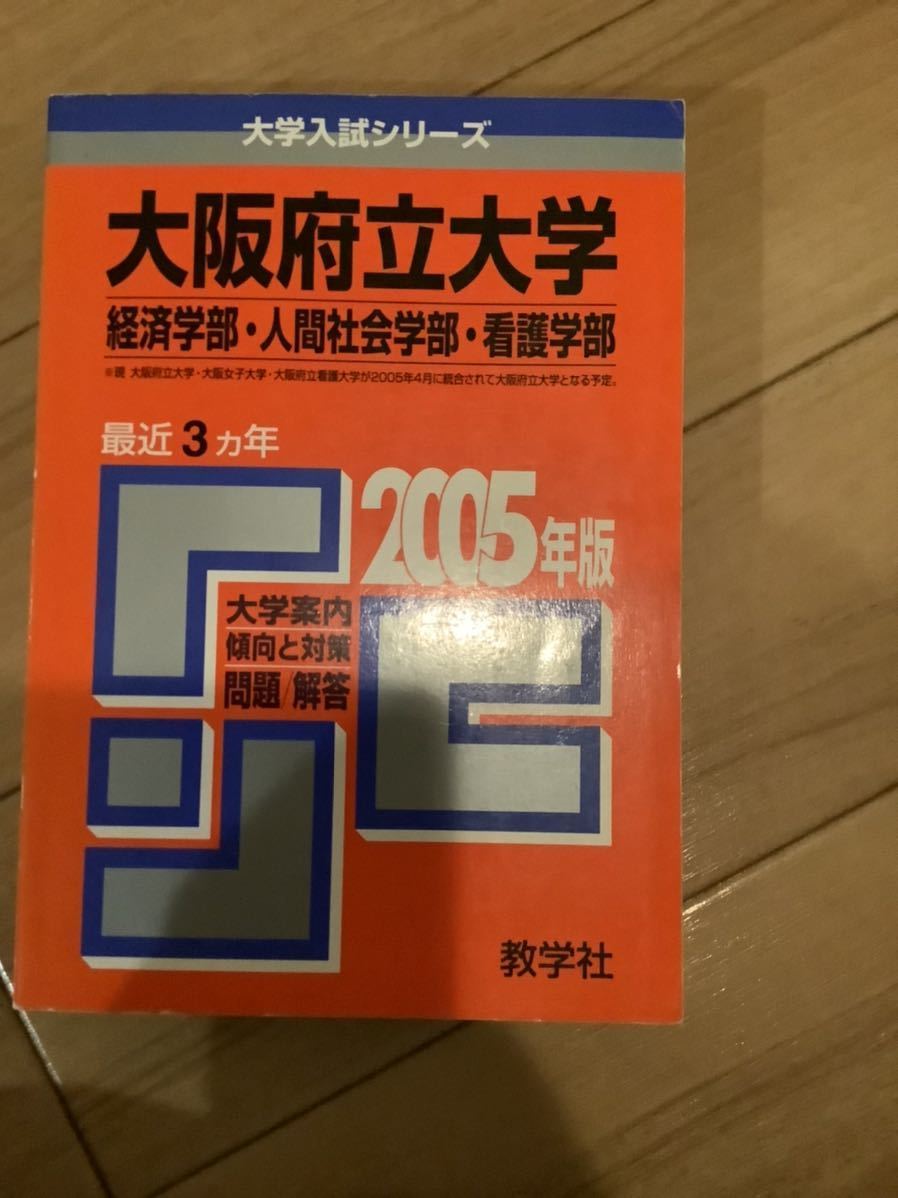 大学入試シリーズ
大阪府立大学
経済学部・人間社会学部・看護学部
※現 大阪府立大学・大阪女子大学・大阪府立看護大学が2005年4月に統合されて大阪府立大学となる予定。
最近3ヵ年
2005年版
大学案内
傾向と対策
問題/解答
教学社